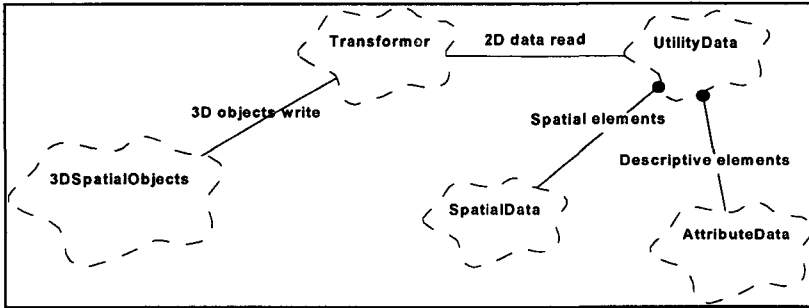 Transformor
2D data read
UtilityData
3D objects write
Spatial elements
Descriptive elements
3DSpatialObjects
SpatialData
AttributeData